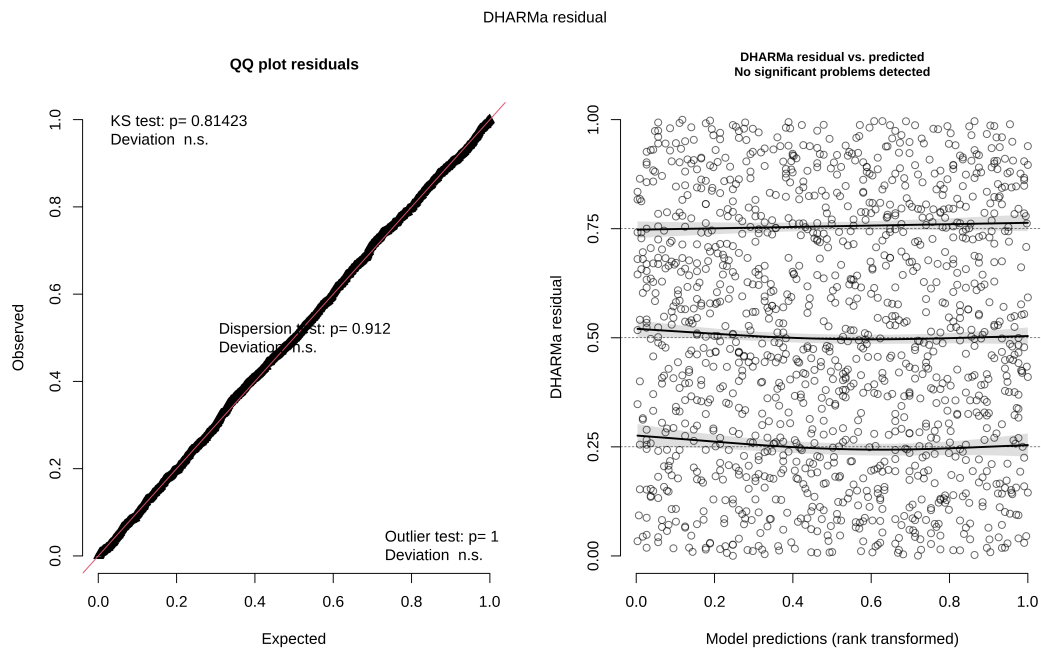 DHARMa residual
QQ plot residuals
KS test: p= 0.81423
Deviation n.s.
Dispersion test: p= 0.912
Deviation n.s.
Outlier test: p= 1
Deviation n.s.
Observed
0.0 0.2 0.4 0.6 0.8 1.0
0.0 0.2 0.4 0.6 0.8 1.0
Expected
DHARMa residual vs. predicted
No significant problems detected
DHARMa residual
0.00 0.25 0.50 0.75 1.00
0.0 0.2 0.4 0.6 0.8 1.0
Model predictions (rank transformed)